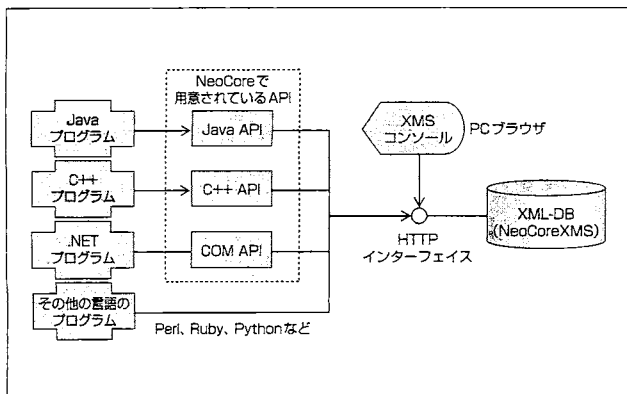 NeoCoreで
用意されているAPI
Java
プログラム
Java API
C++
プログラム
C++ API
.NET
プログラム
COM API
その他の言語の
プログラム
Perl、Ruby、Pythonなど
XMS
コンソール
PCブラウザ
HTTP
インターフェイス
XML-DB
(NeoCoreXMS)